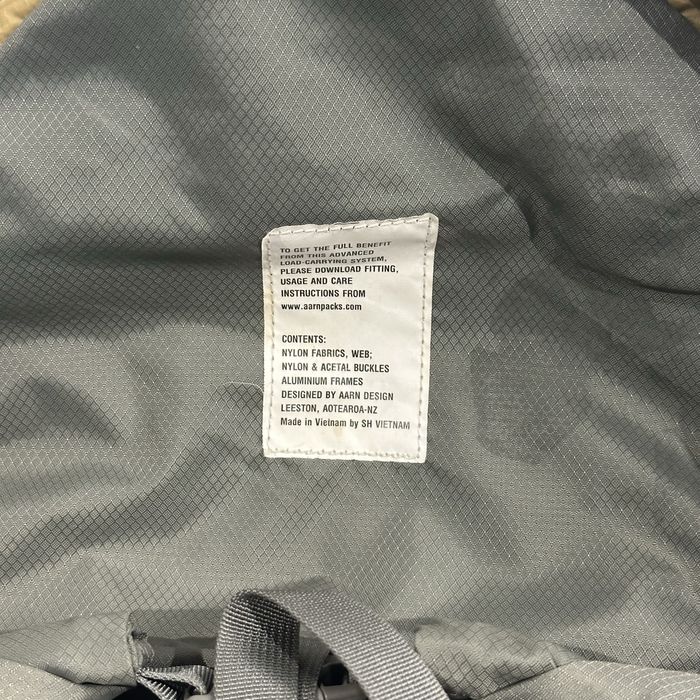 TO GET THE FULL BENEFIT
FROM THIS ADVANCED
LOAD-CARRYING SYSTEM,
PLEASE DOWNLOAD FITTING,
USAGE AND CARE
INSTRUCTIONS FROM
www.aarnpacks.com
CONTENTS:
NYLON FABRICS, WEB;
NYLON & ACETAL BUCKLES
ALUMINIUM FRAMES
DESIGNED BY AARN DESIGN
LEESTON, AOTEAROA-NZ
Made in Vietnam by SH VIETNAM